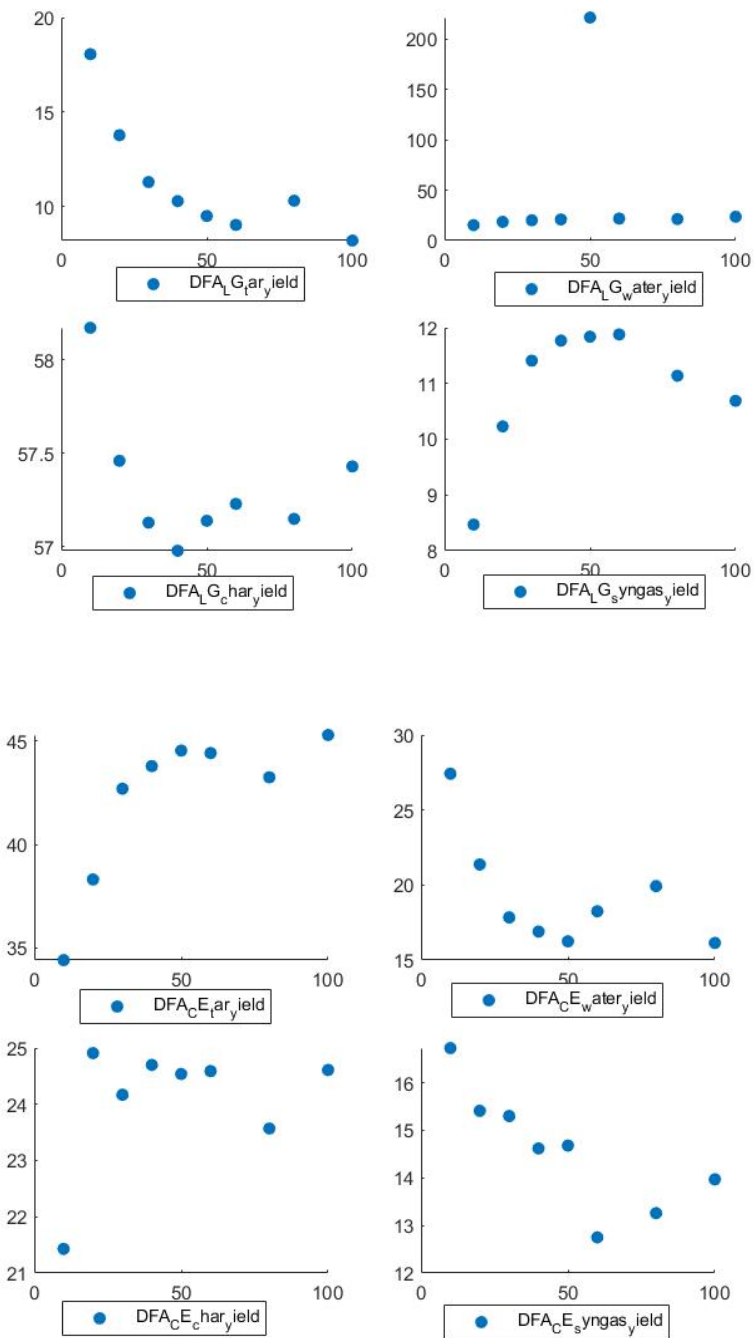 20
15
10
0 50 100
DFA_LG_tar_yield
200
150
100
50
0
0 50 100
DFA_LG_water_yield
58
57.5
57
0 50 100
DFA_LG_char_yield
12
11
10
9
8
0 50 100
DFA_LG_syngas_yield
45
40
35
0 50 100
DFA_CE_tar_yield
30
25
20
15
0 50 100
DFA_CE_water_yield
25
24
23
22
21
0 50 100
DFA_CE_char_yield
16
15
14
13
12
0 50 100
DFA_CE_syngas_yield